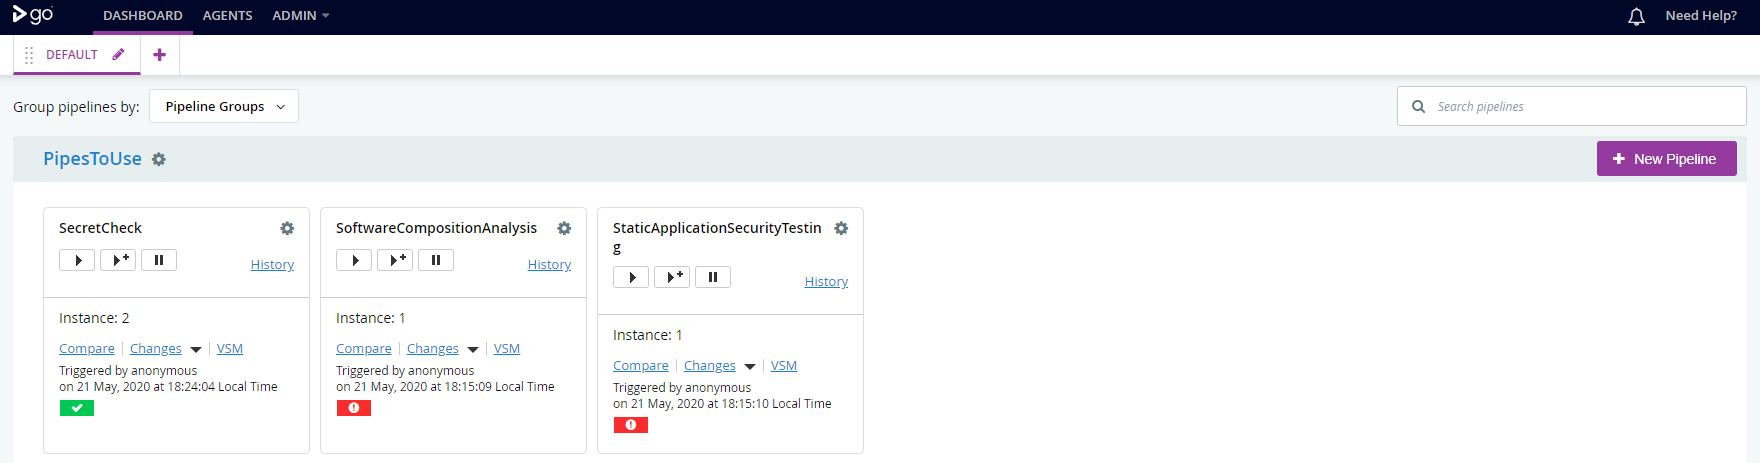 go DASHBOARD AGENTS ADMIN Need Help?
DEFAULT
Group pipelines by: Pipeline Groups Search pipelines
PipesToUse New Pipeline
SecretCheck
History
Instance: 2
Compare Changes VSM
Triggered by anonymous
on 21 May, 2020 at 18:24:04 Local Time
SoftwareCompositionAnalysis
History
Instance: 1
Compare Changes VSM
Triggered by anonymous
on 21 May, 2020 at 18:15:09 Local Time
StaticApplicationSecurityTestin
g
History
Instance: 1
Compare Changes VSM
Triggered by anonymous
on 21 May, 2020 at 18:15:10 Local Time